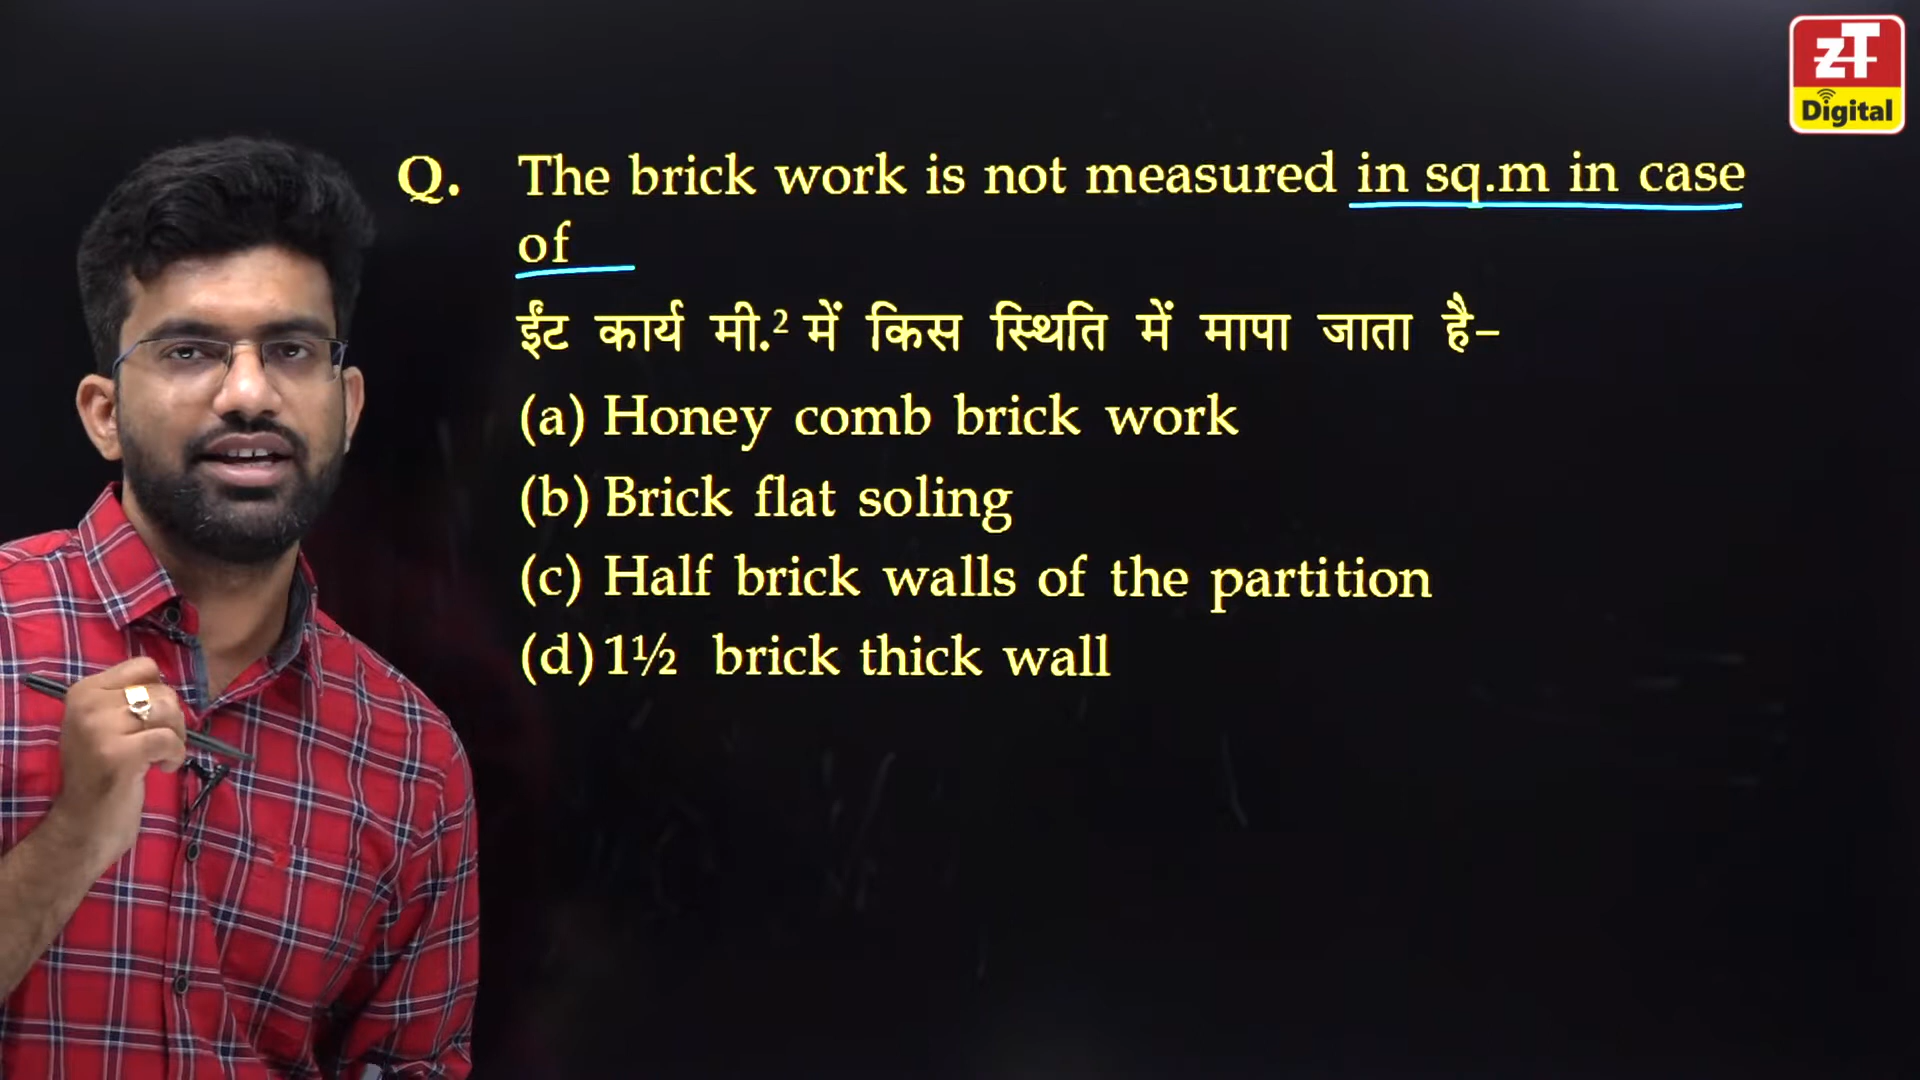 zT
Digital
Q. The brick work is not measured in sq.m in case
of
ईंट कार्य मी.² में किस स्थिति में मापा जाता है–
(a) Honey comb brick work
(b) Brick flat soling
(c) Half brick walls of the partition
(d) 1½ brick thick wall